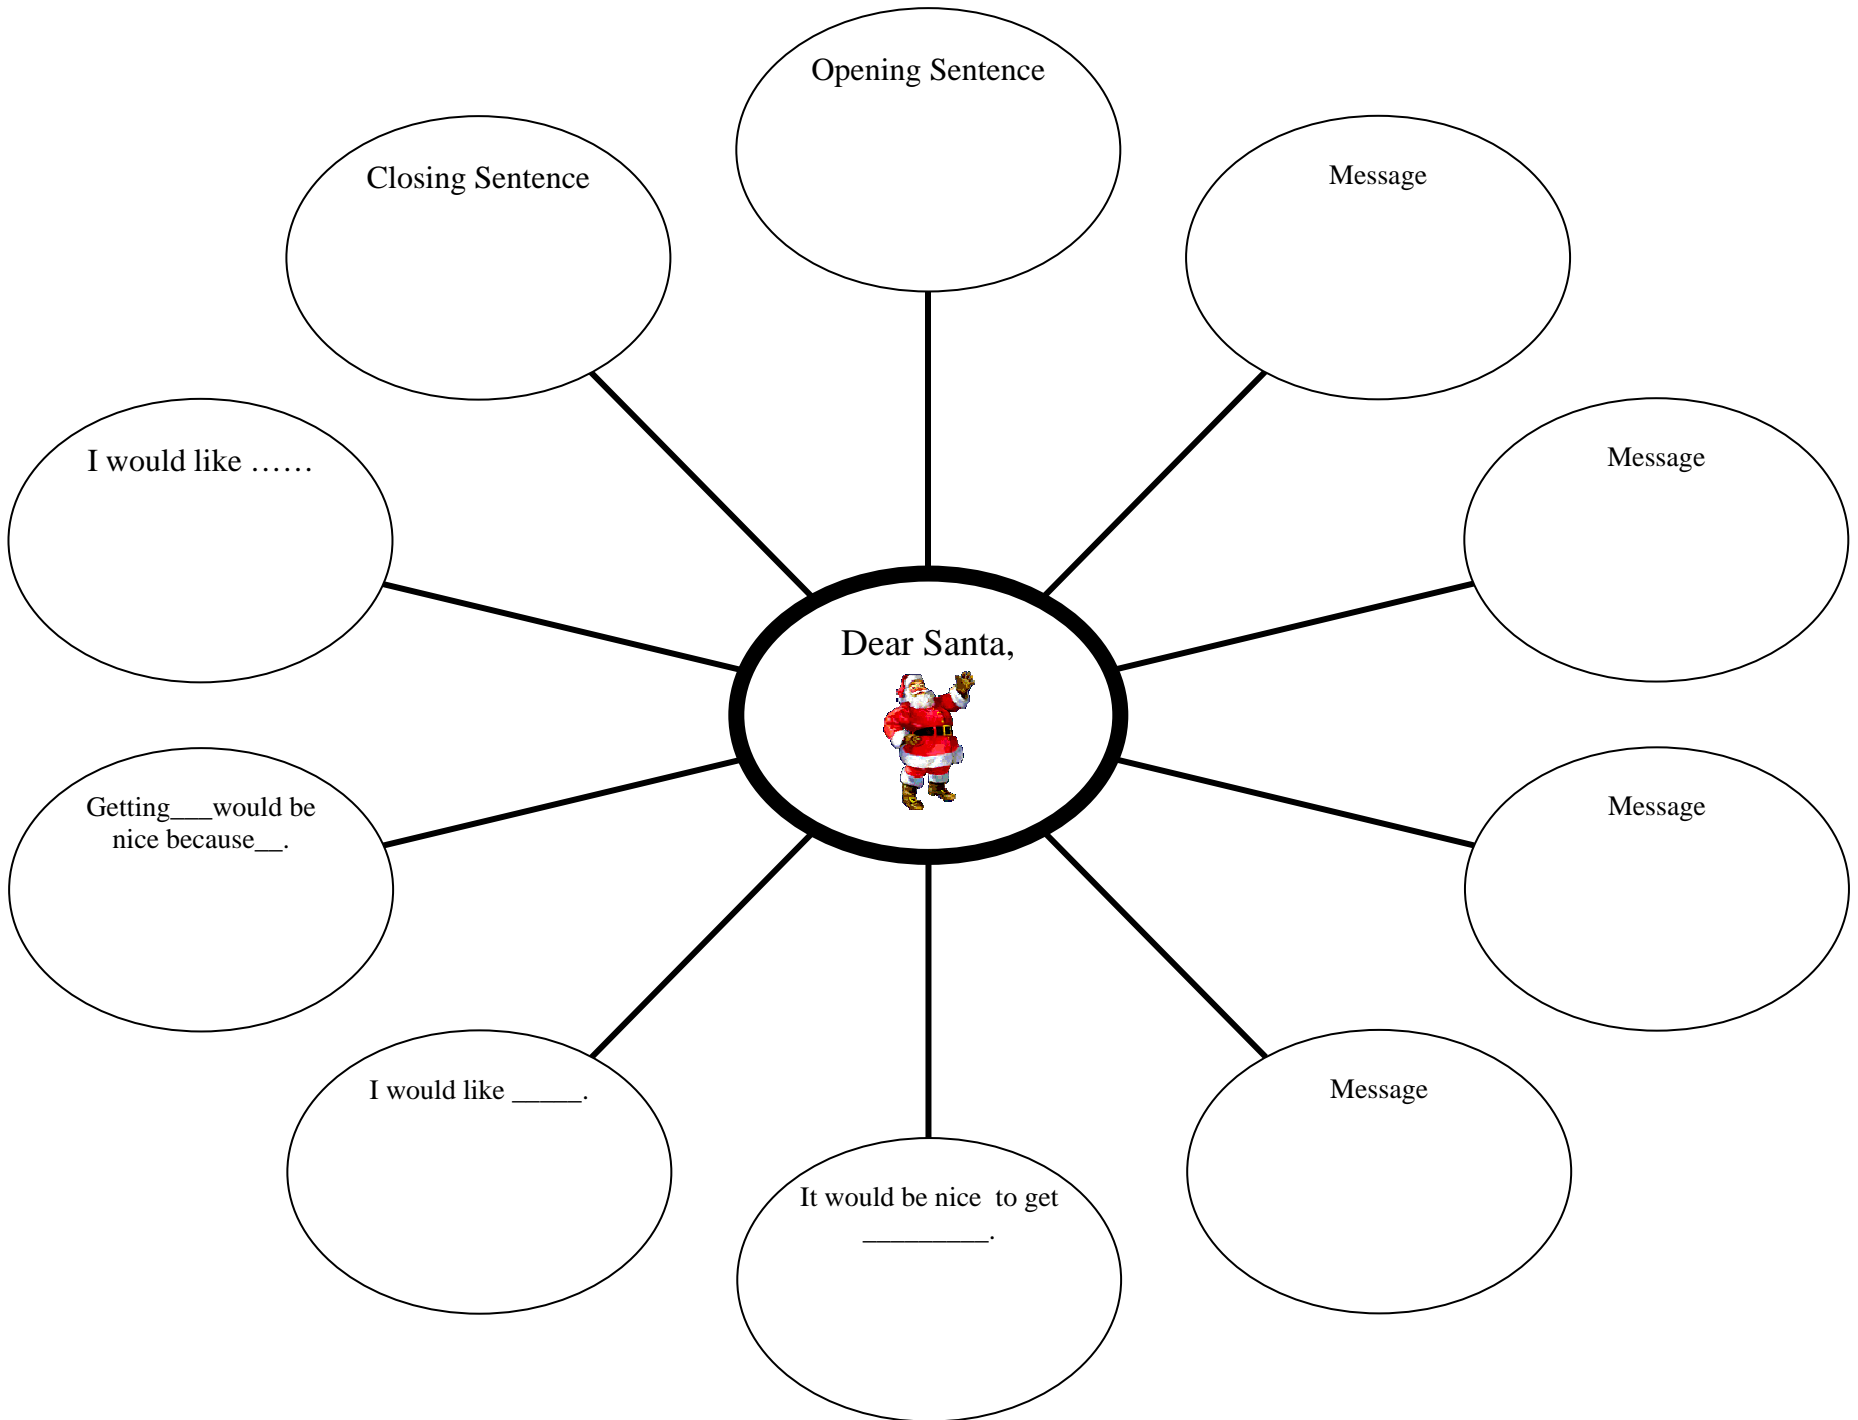 Opening Sentence
Closing Sentence
Message
I would like ……
Message
Dear Santa,
Getting___would be
nice because__.
Message
I would like _____.
Message
It would be nice  to get
_________.